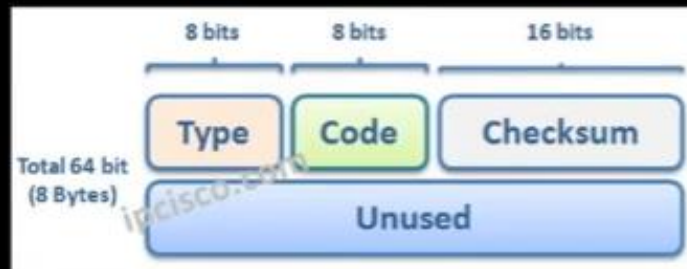 8 bits 8 bits 16 bits
Type Code Checksum
Total 64 bit
(8 Bytes)
Unused
ipcisco.com